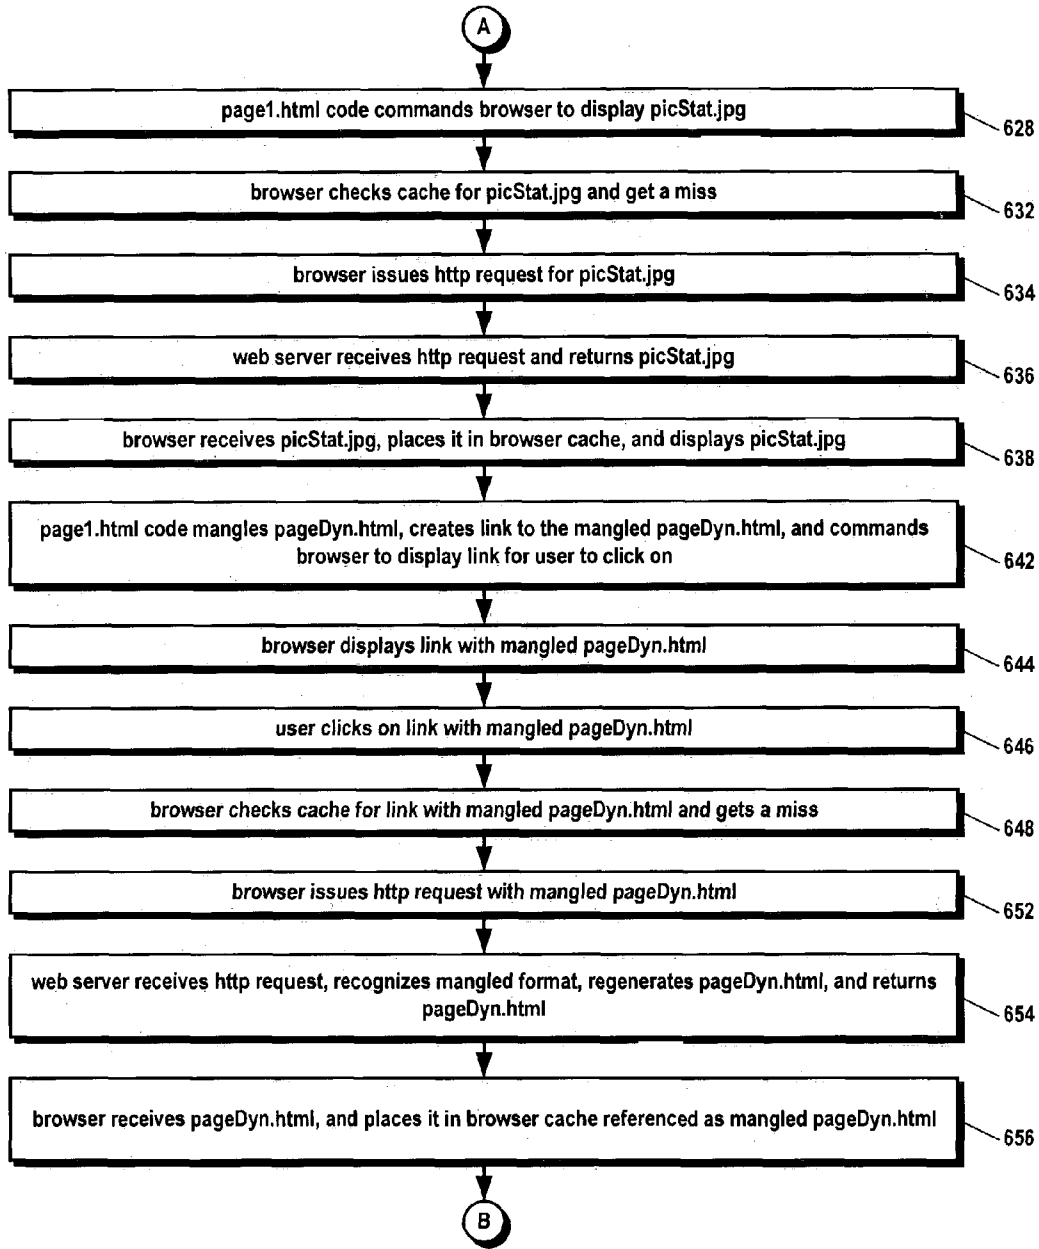 A
page1.html code commands browser to display picStat.jpg
628
browser checks cache for picStat.jpg and get a miss
632
browser issues http request for picStat.jpg
634
web server receives http request and returns picStat.jpg
636
browser receives picStat.jpg, places it in browser cache, and displays picStat.jpg
638
page1.html code mangles pageDyn.html, creates link to the mangled pageDyn.html, and commands
browser to display link for user to click on
642
browser displays link with mangled pageDyn.html
644
user clicks on link with mangled pageDyn.html
646
browser checks cache for link with mangled pageDyn.html and gets a miss
648
browser issues http request with mangled pageDyn.html
652
web server receives http request, recognizes mangled format, regenerates pageDyn.html, and returns
pageDyn.html
654
browser receives pageDyn.html, and places it in browser cache referenced as mangled pageDyn.html
656
B